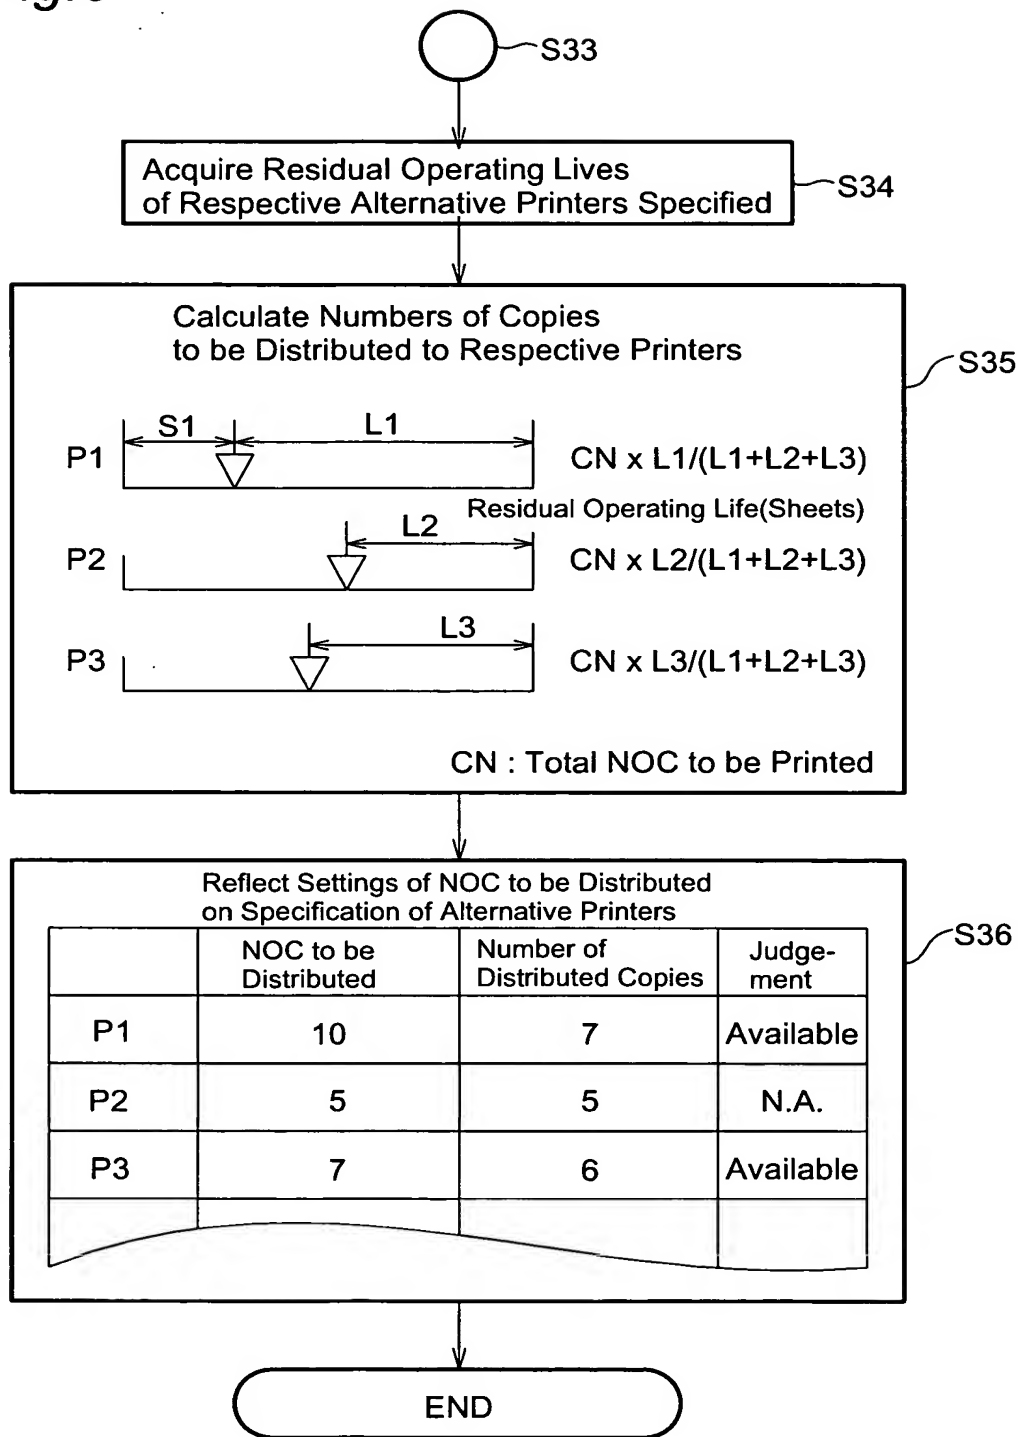 S33
Acquire Residual Operating Lives
of Respective Alternative Printers Specified
S34
Calculate Numbers of Copies
to be Distributed to Respective Printers
S35
P1 S1 L1 CN x L1/(L1+L2+L3)
Residual Operating Life(Sheets)
P2 L2 CN x L2/(L1+L2+L3)
P3 L3 CN x L3/(L1+L2+L3)
CN : Total NOC to be Printed
Reflect Settings of NOC to be Distributed
on Specification of Alternative Printers
S36
NOC to be
Distributed
Number of
Distributed Copies
Judge-
ment
P1 10 7 Available
P2 5 5 N.A.
P3 7 6 Available
END